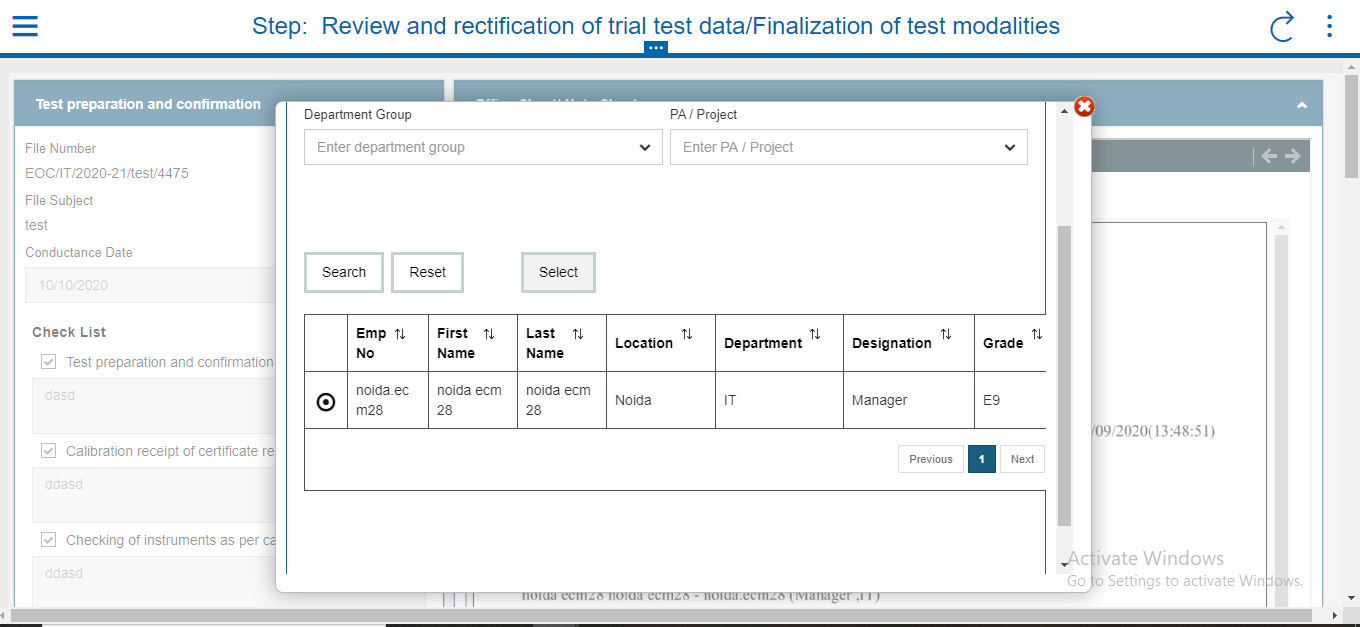 Step: Review and rectification of trial test data/Finalization of test modalities
Test preparation and confirmation
File Number
EOC/IT/2020-21/test/4475
File Subject
test
Conductance Date
10/10/2020
Check List
Test preparation and confirmation
dasd
Calibration receipt of certificate re
ddasd
Checking of instruments as per ca
ddasd
Department Group
PA / Project
Enter department group
Enter PA / Project
Search
Reset
Select
Emp No
First Name
Last Name
Location
Department
Designation
Grade
noida.ec
m28
noida ecm
28
noida ecm
28
Noida
IT
Manager
E9
Previous
1
Next
/09/2020(13:48:51)
Activate Windows
Go to Settings to activate Windows.
noida ecm28 noida ecm28 - noida.ecm28 (Manager ,IT)